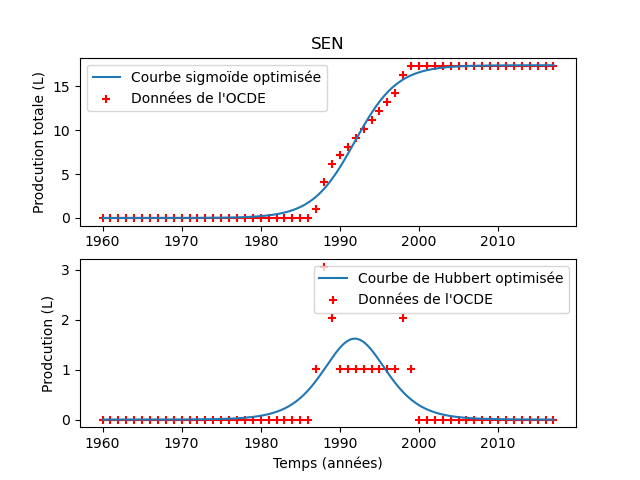 SEN
Prodcution totale (L)
15
10
5
0
Courbe sigmoïde optimisée
Données de l'OCDE
1960 1970 1980 1990 2000 2010
Prodcution (L)
3
2
1
0
Courbe de Hubbert optimisée
Données de l'OCDE
1960 1970 1980 1990 2000 2010
Temps (années)